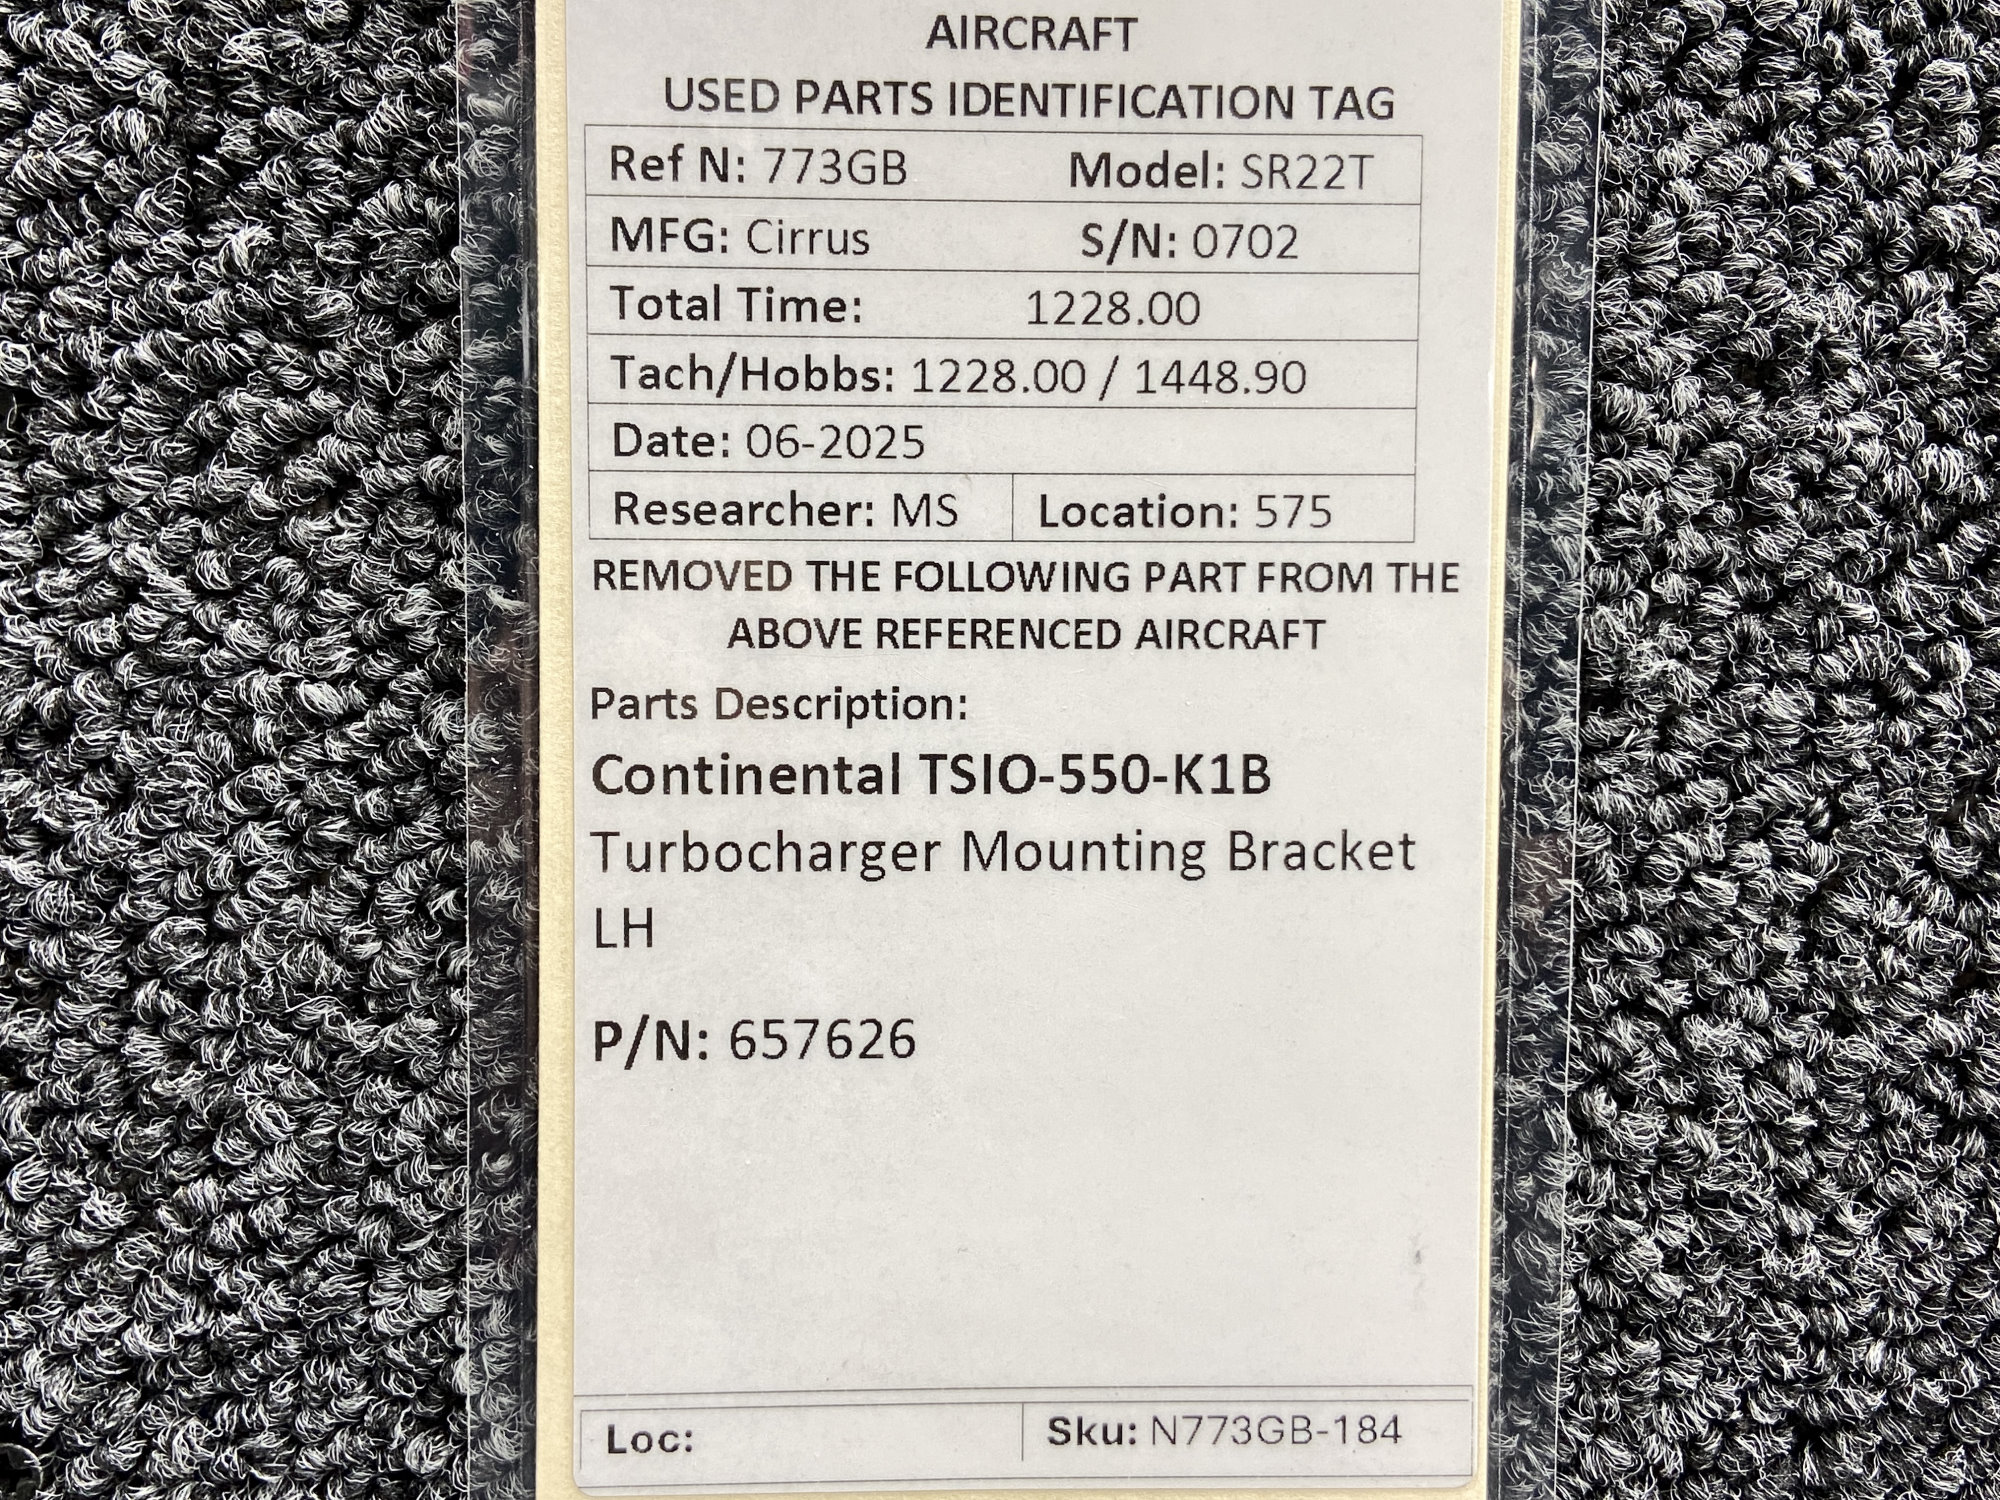 AIRCRAFT
USED PARTS IDENTIFICATION TAG
Ref N: 773GB Model: SR22T
MFG: Cirrus S/N: 0702
Total Time: 1228.00
Tach/Hobbs: 1228.00 / 1448.90
Date: 06-2025
Researcher: MS Location: 575
REMOVED THE FOLLOWING PART FROM THE
ABOVE REFERENCED AIRCRAFT
Parts Description:
Continental TSIO-550-K1B
Turbocharger Mounting Bracket
LH
P/N: 657626
Loc: Sku: N773GB-184